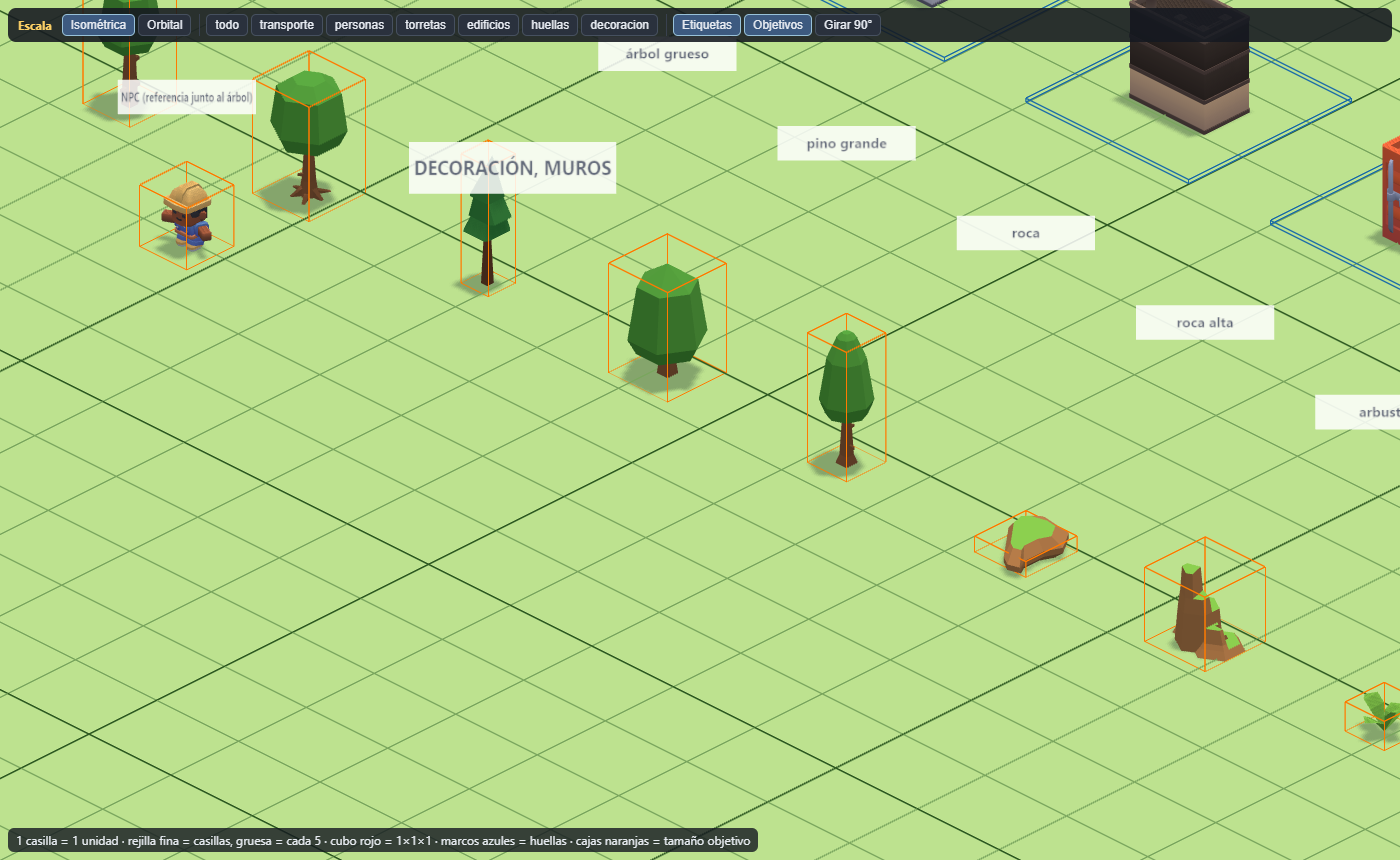 Escala Isométrica Orbital todo transporte personas torretas edificios huellas decoracion Etiquetas Objetivos Girar 90°
árbol grueso
NPC (referencia junto al árbol)
pino grande
DECORACIÓN, MUROS
roca
roca alta
arbust
1 casilla = 1 unidad · rejilla fina = casillas, gruesa = cada 5 · cubo rojo = 1×1×1 · marcos azules = huellas · cajas naranjas = tamaño objetivo